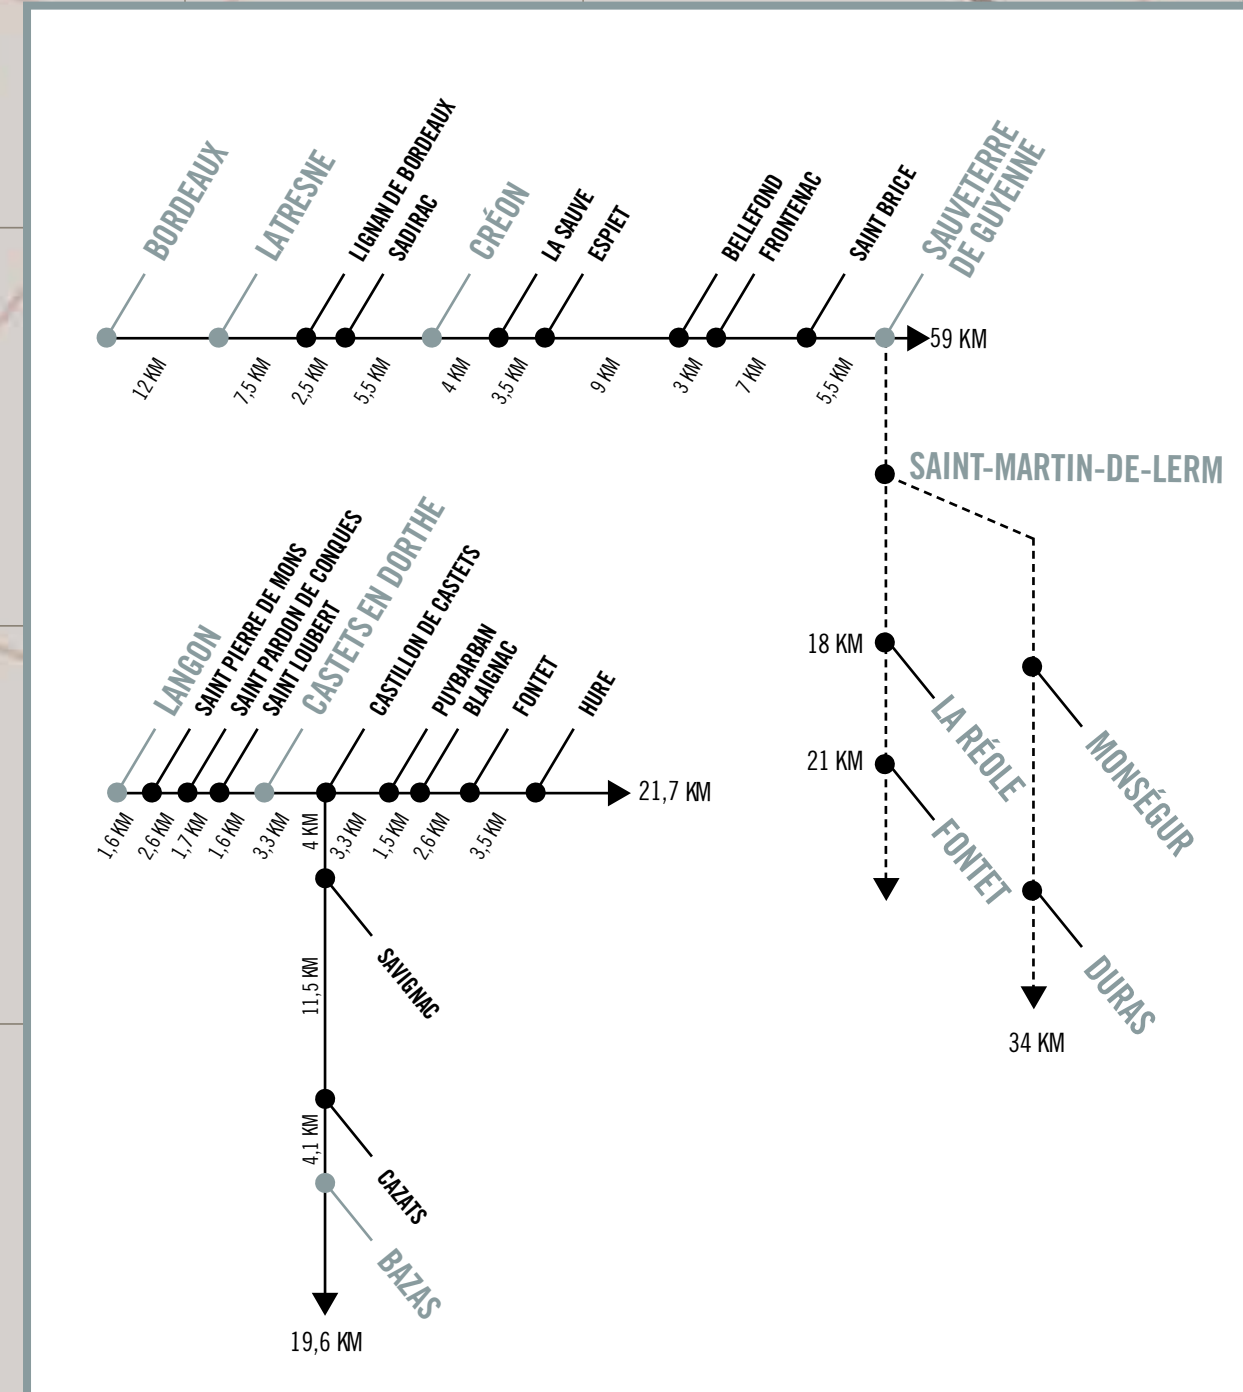 BORDEAUX
LATRESNE
LIGNAN DE BORDEAUX
SADIRAC
CRÉON
LA SAUVE
ESPIET
BELLEFOND
FRONTENAC
SAINT BRICE
SAUVETERRE
DE GUYENNE
59 KM
12 KM
7,5 KM
2,5 KM
5,5 KM
4 KM
3,5 KM
9 KM
3 KM
7 KM
5,5 KM
SAINT-MARTIN-DE-LERM
18 KM
LA RÉOLE
21 KM
FONTET
MONSÉGUR
DURAS
34 KM
LANGON
SAINT PIERRE DE MONS
SAINT PARDON DE CONQUES
SAINT LOUBERT
CASTETS EN DORTHE
CASTILLON DE CASTETS
PUYBARBAN
BLAIGNAC
FONTET
HURE
21,7 KM
1,6 KM
2,6 KM
1,7 KM
1,6 KM
3,3 KM
4 KM
3,3 KM
1,5 KM
2,6 KM
3,5 KM
SAVIGNAC
11,5 KM
CAZATS
4,1 KM
BAZAS
19,6 KM